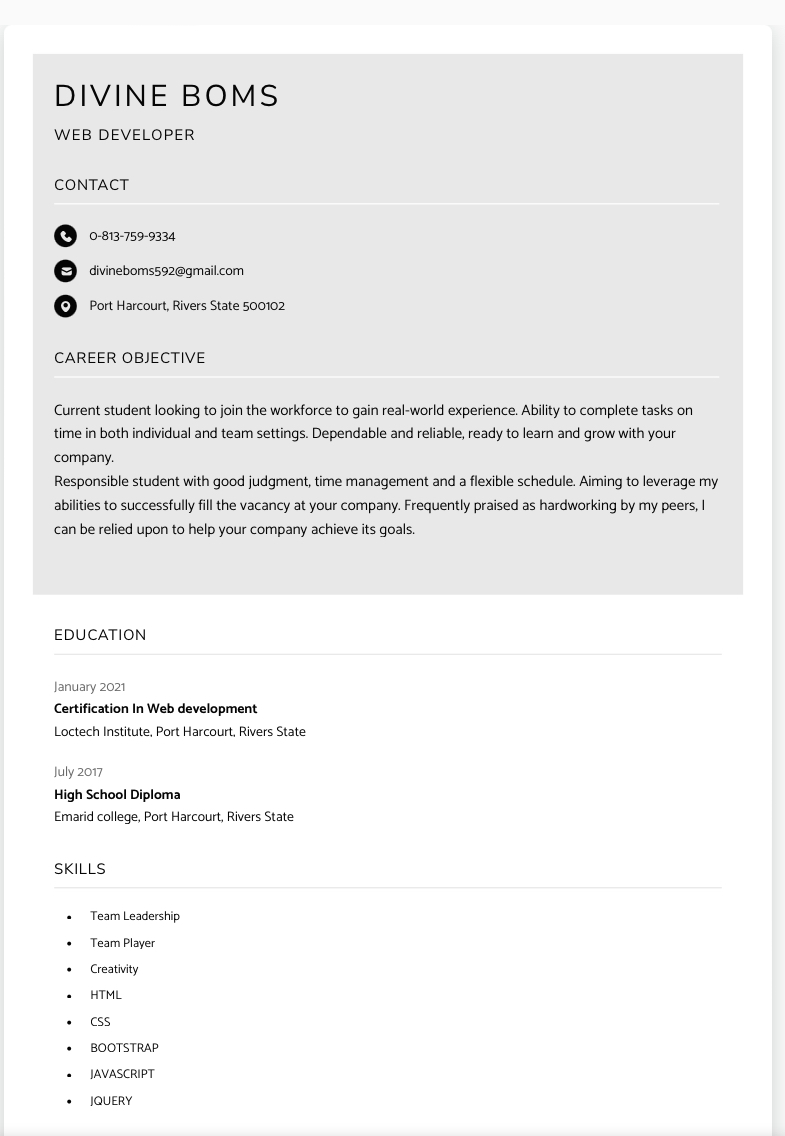 DIVINE BOMS
WEB DEVELOPER
CONTACT
0-813-759-9334
divineboms592@gmail.com
Port Harcourt, Rivers State 500102
CAREER OBJECTIVE
Current student looking to join the workforce to gain real-world experience. Ability to complete tasks on
time in both individual and team settings. Dependable and reliable, ready to learn and grow with your
company.
Responsible student with good judgment, time management and a flexible schedule. Aiming to leverage my
abilities to successfully fill the vacancy at your company. Frequently praised as hardworking by my peers, I
can be relied upon to help your company achieve its goals.
EDUCATION
January 2021
Certification In Web development
Loctech Institute, Port Harcourt, Rivers State
July 2017
High School Diploma
Emarid college, Port Harcourt, Rivers State
SKILLS
• Team Leadership
• Team Player
• Creativity
• HTML
• CSS
• BOOTSTRAP
• JAVASCRIPT
• JQUERY